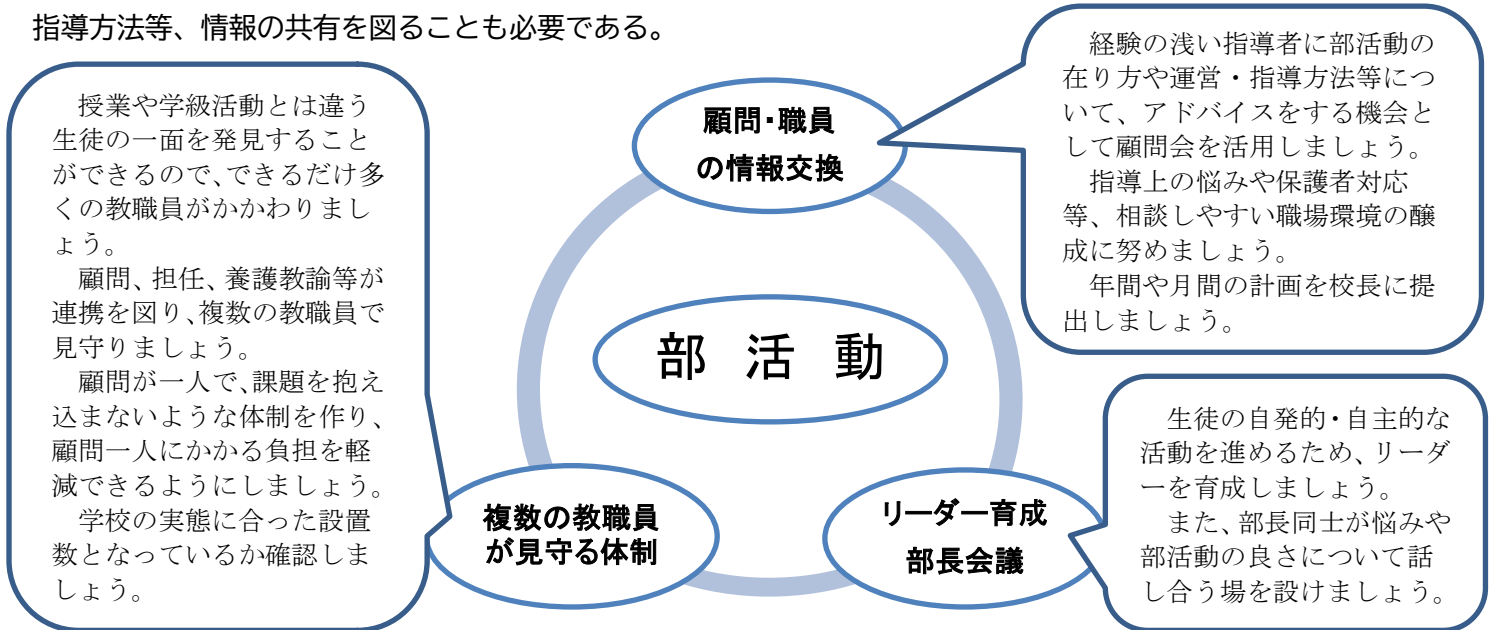 指導方法等、情報の共有を図ることも必要である。
授業や学級活動とは違う
生徒の一面を発見すること
ができるので、できるだけ多
くの教職員がかかわりまし
ょう。
顧問、担任、養護教諭等が
連携を図り、複数の教職員で
見守りましょう。
顧問が一人で、課題を抱え
込まないような体制を作り、
顧問一人にかかる負担を軽
減できるようにしましょう。
学校の実態に合った設置
数となっているか確認しま
しょう。
顧問・職員
の情報交換
経験の浅い指導者に部活動の
在り方や運営・指導方法等につ
いて、アドバイスをする機会と
して顧問会を活用しましょう。
指導上の悩みや保護者対応
等、相談しやすい職場環境の醸
成に努めましょう。
年間や月間の計画を校長に提
出しましょう。
部 活 動
複数の教職員
が見守る体制
リーダー育成
部長会議
生徒の自発的・自主的な
活動を進めるため、リーダ
ーを育成しましょう。
また、部長同士が悩みや
部活動の良さについて話
し合う場を設けましょう。